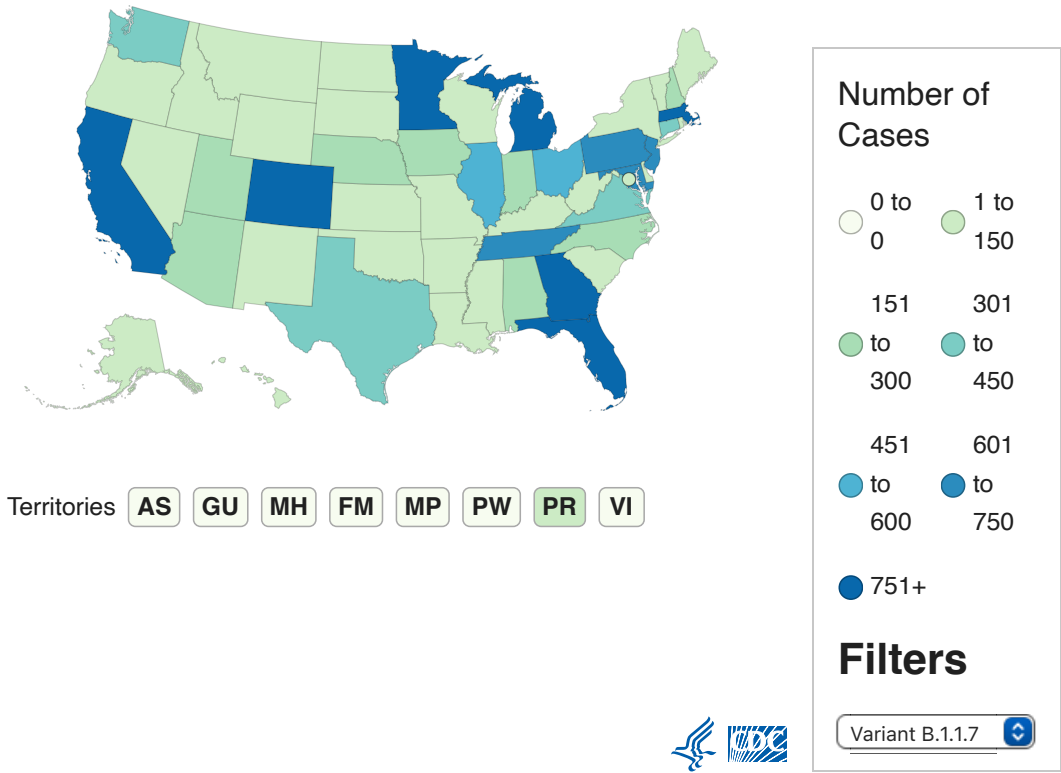 Number of
Cases
0 to
0
1 to
150
151
to
300
301
to
450
451
to
600
601
to
750
751+
Filters
Variant B.1.1.7
Territories AS GU MH FM MP PW PR VI
CDC